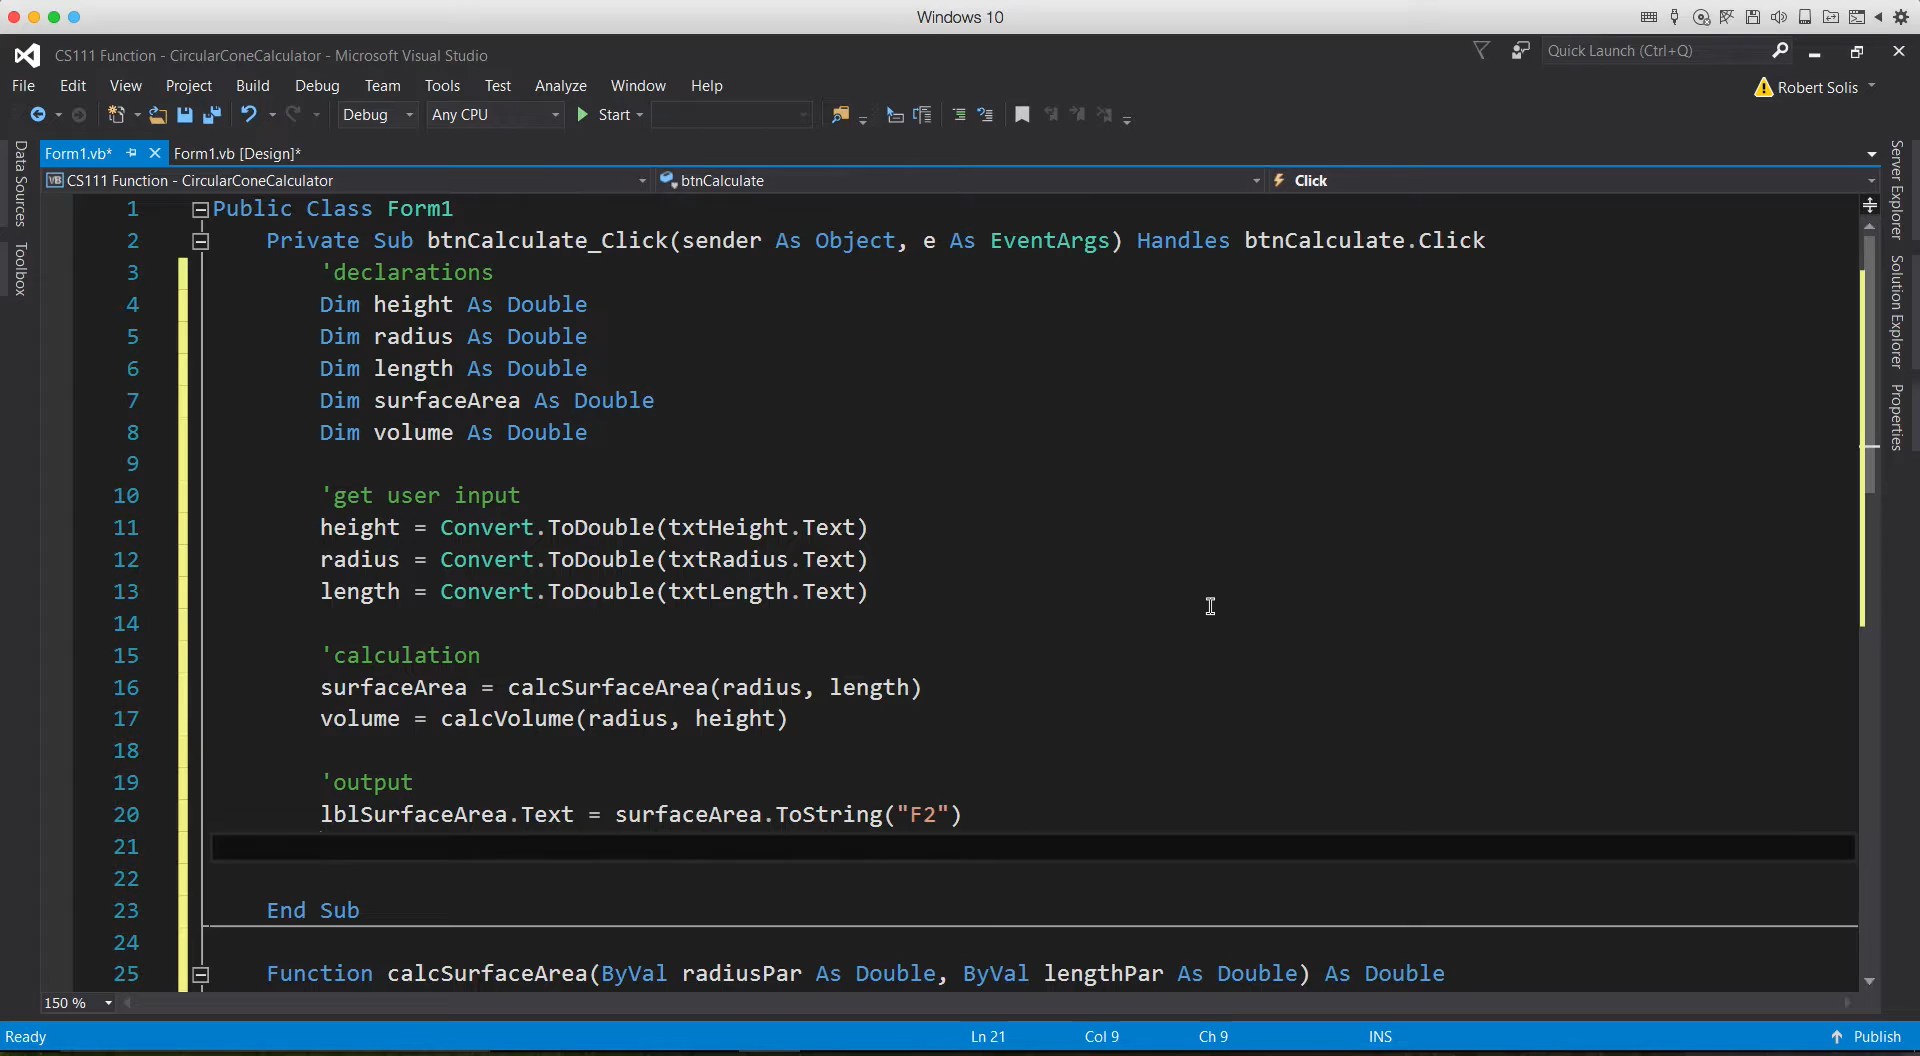 Windows 10
CS111 Function - CircularConeCalculator - Microsoft Visual Studio
Quick Launch (Ctrl+Q)
File Edit View Project Build Debug Team Tools Test Analyze Window Help
Robert Solis
Debug Any CPU Start
Form1.vb* Form1.vb [Design]*
VB CS111 Function - CircularConeCalculator btnCalculate Click
Data Sources
Toolbox
Server Explorer
Solution Explorer
Properties
1 Public Class Form1
2 Private Sub btnCalculate_Click(sender As Object, e As EventArgs) Handles btnCalculate.Click
3 'declarations
4 Dim height As Double
5 Dim radius As Double
6 Dim length As Double
7 Dim surfaceArea As Double
8 Dim volume As Double
9
10 'get user input
11 height = Convert.ToDouble(txtHeight.Text)
12 radius = Convert.ToDouble(txtRadius.Text)
13 length = Convert.ToDouble(txtLength.Text)
14
15 'calculation
16 surfaceArea = calcSurfaceArea(radius, length)
17 volume = calcVolume(radius, height)
18
19 'output
20 lblSurfaceArea.Text = surfaceArea.ToString("F2")
21
22
23 End Sub
24
25 Function calcSurfaceArea(ByVal radiusPar As Double, ByVal lengthPar As Double) As Double
150 %
Ready Ln 21 Col 9 Ch 9 INS Publish